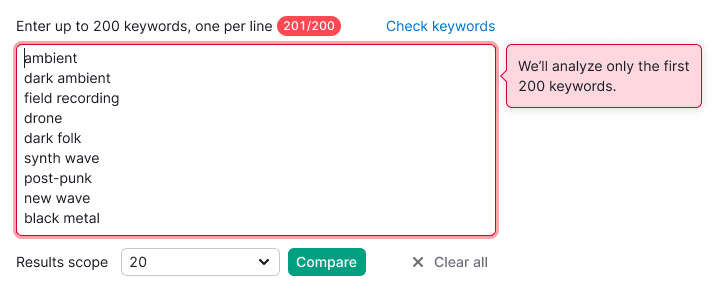 Enter up to 200 keywords, one per line 201/200 Check keywords
ambient
dark ambient
field recording
drone
dark folk
synth wave
post-punk
new wave
black metal
We’ll analyze only the first
200 keywords.
Results scope 20 Compare Clear all